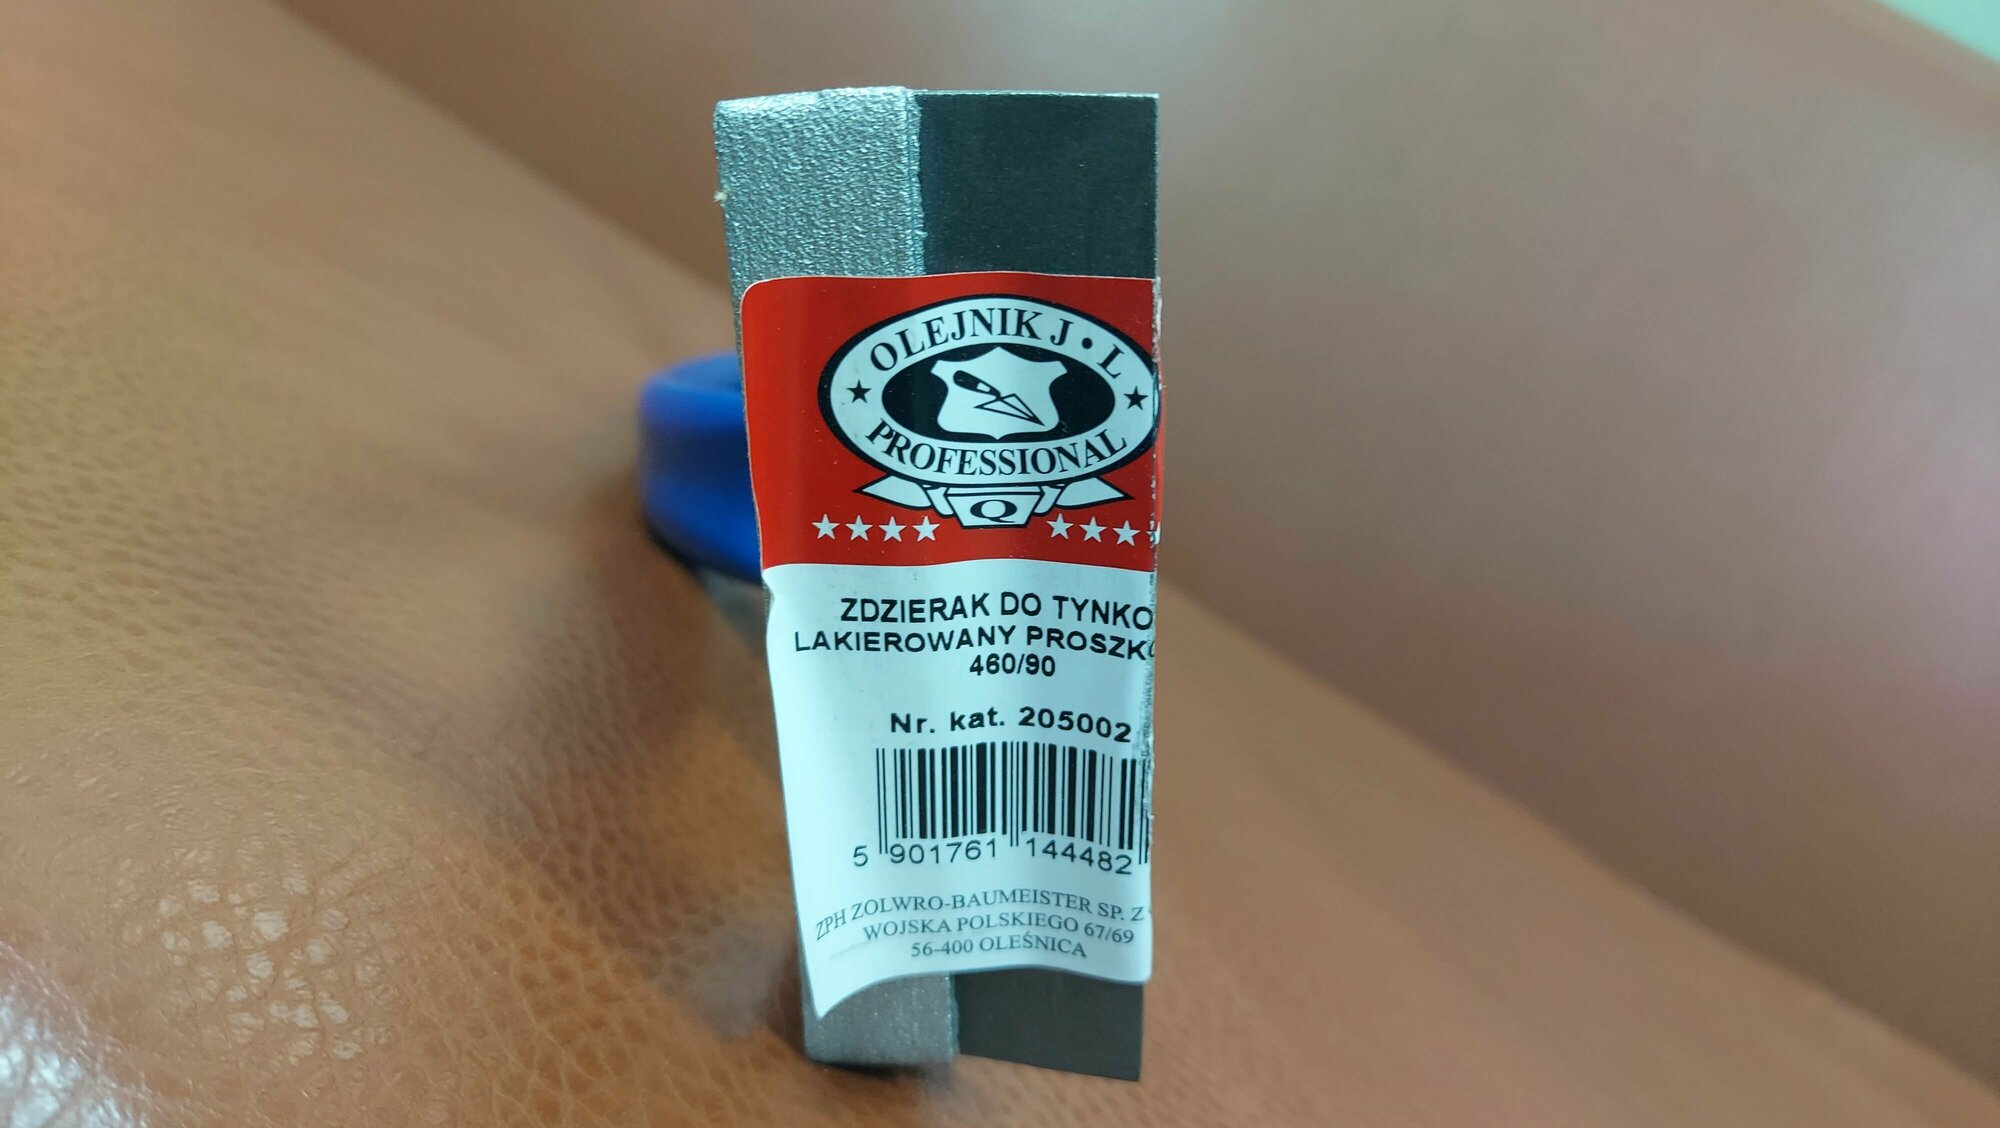 OLEJNIK J • L
PROFESSIONAL
Q
ZDZIERAK DO TYNKO
LAKIEROWANY PROSZKO
460/90
Nr. kat. 205002
5 901761 144482
ZPH ZOLWRO-BAUMEISTER SP. Z
WOJSKA POLSKIEGO 67/69
56-400 OLEŚNICA